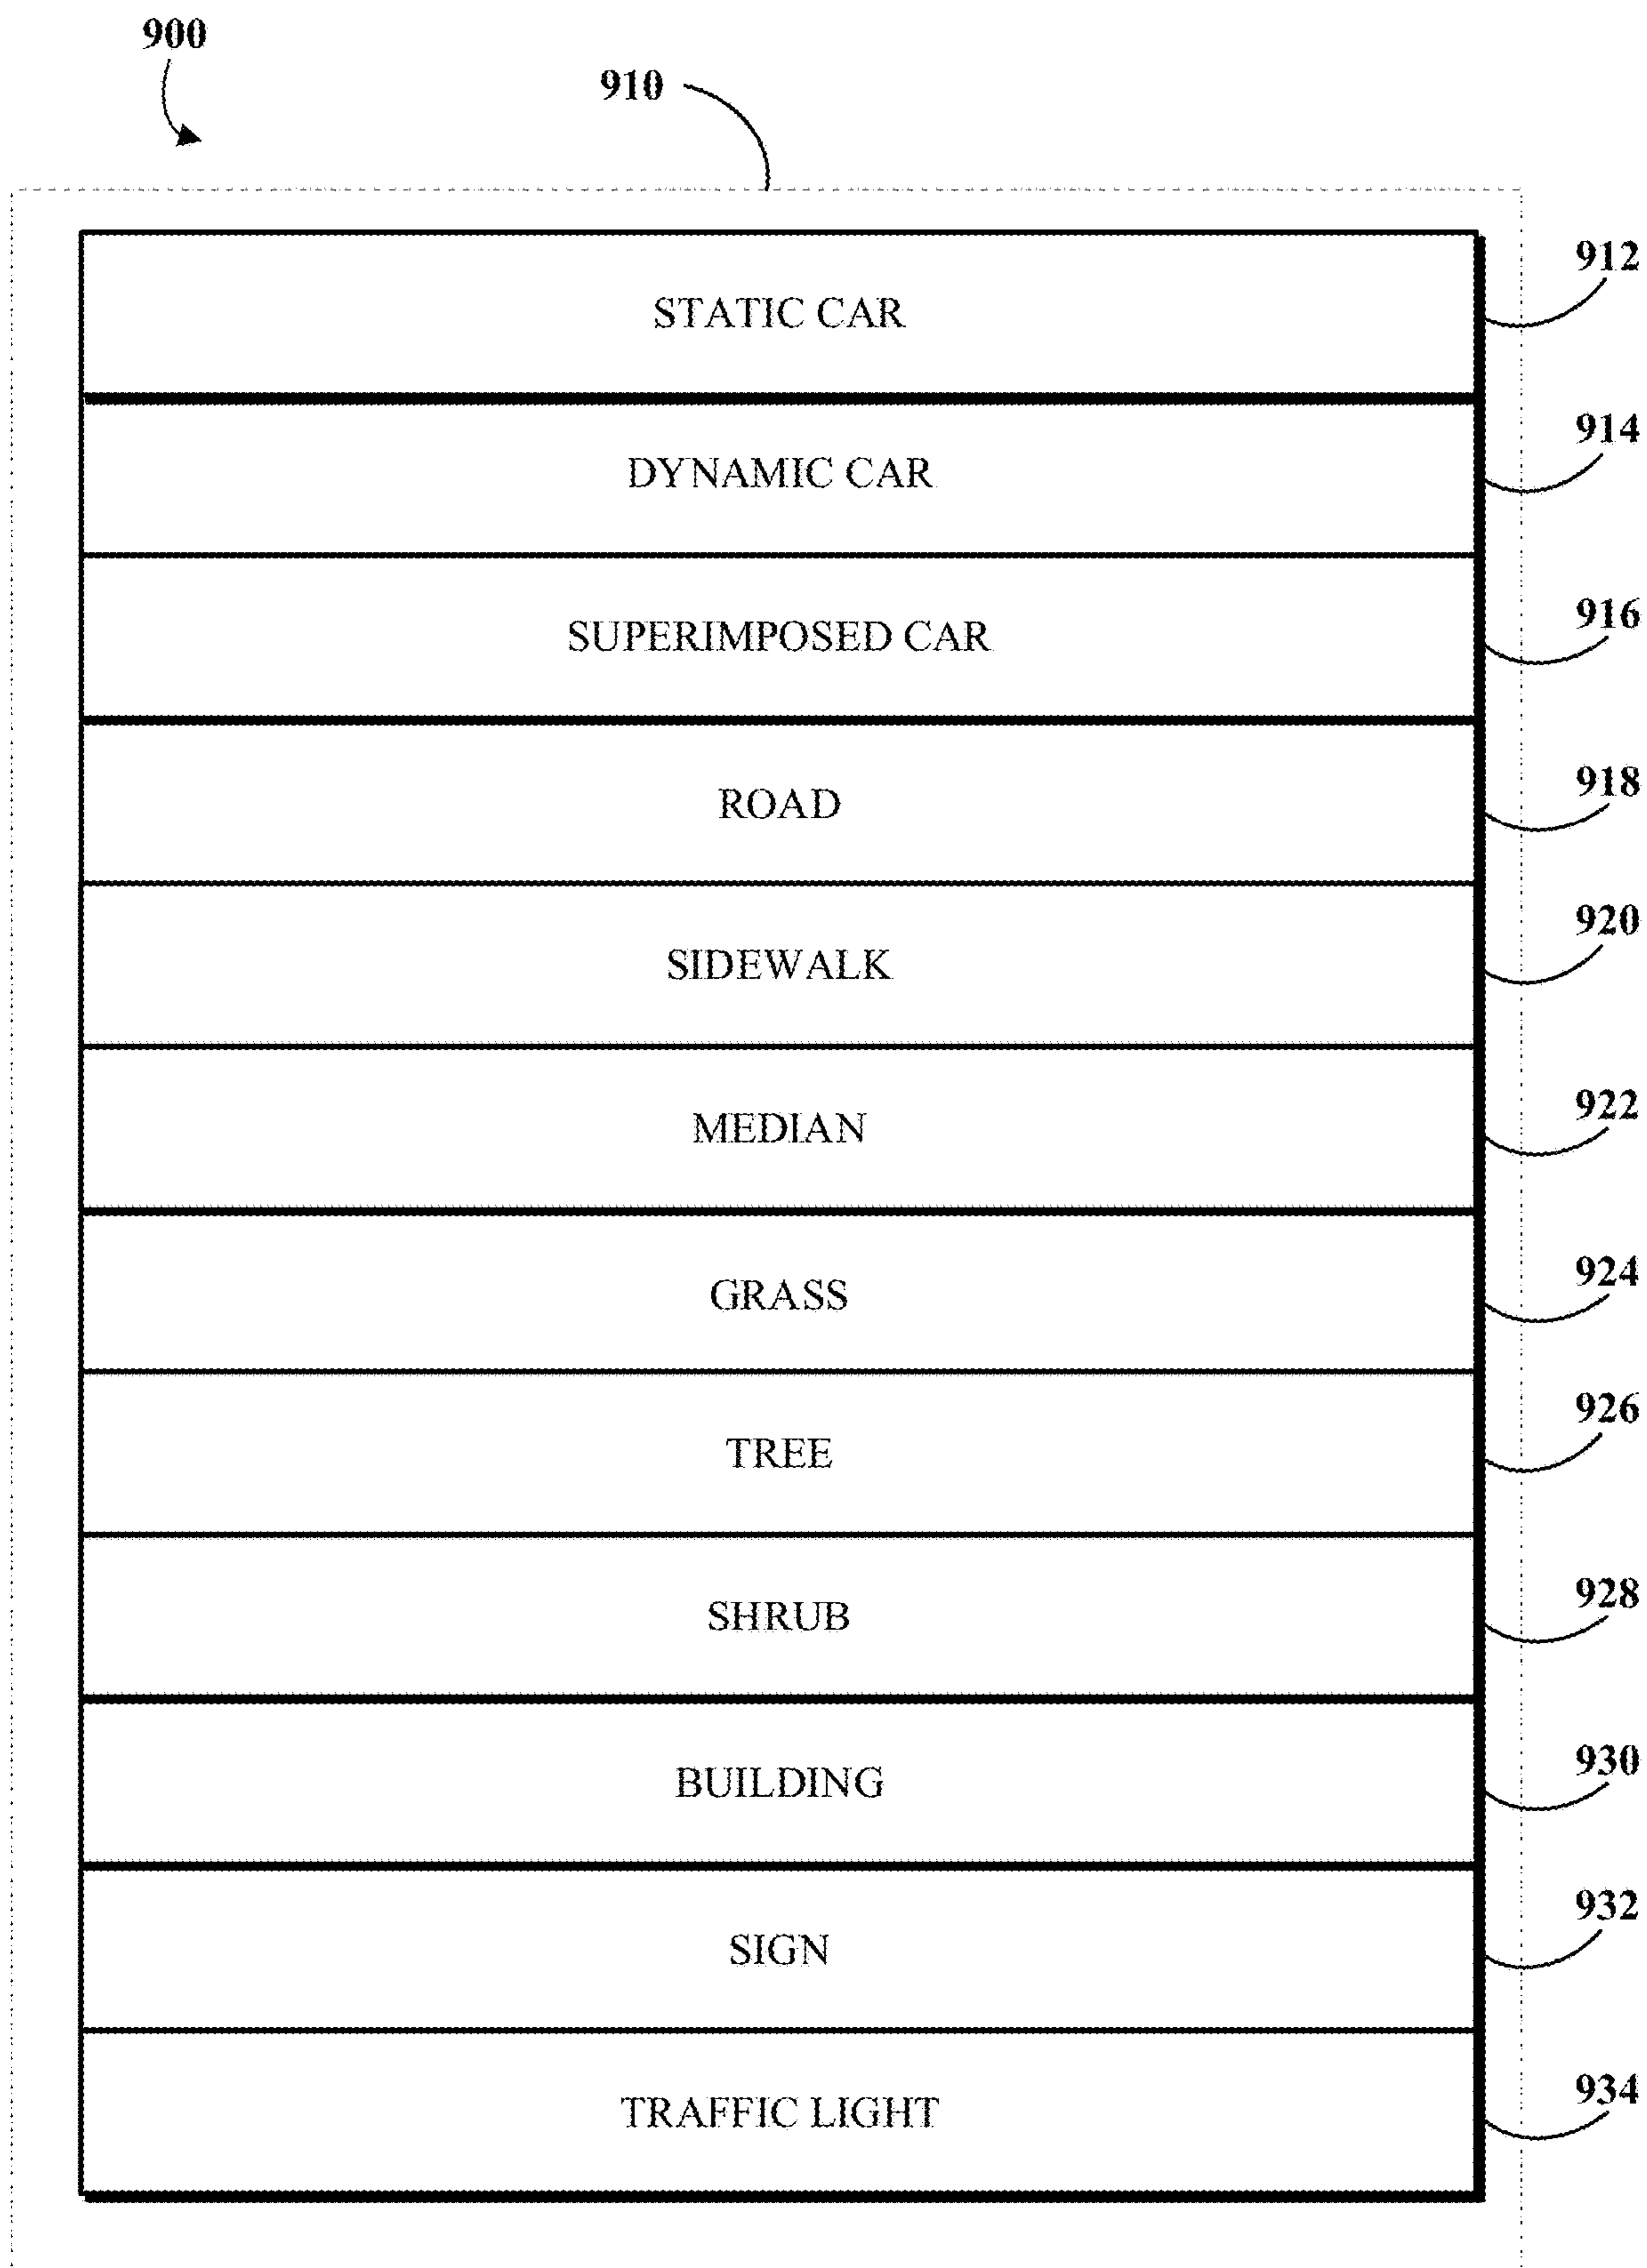 900
910
STATIC CAR 912
DYNAMIC CAR 914
SUPERIMPOSED CAR 916
ROAD 918
SIDEWALK 920
MEDIAN 922
GRASS 924
TREE 926
SHRUB 928
BUILDING 930
SIGN 932
TRAFFIC LIGHT 934